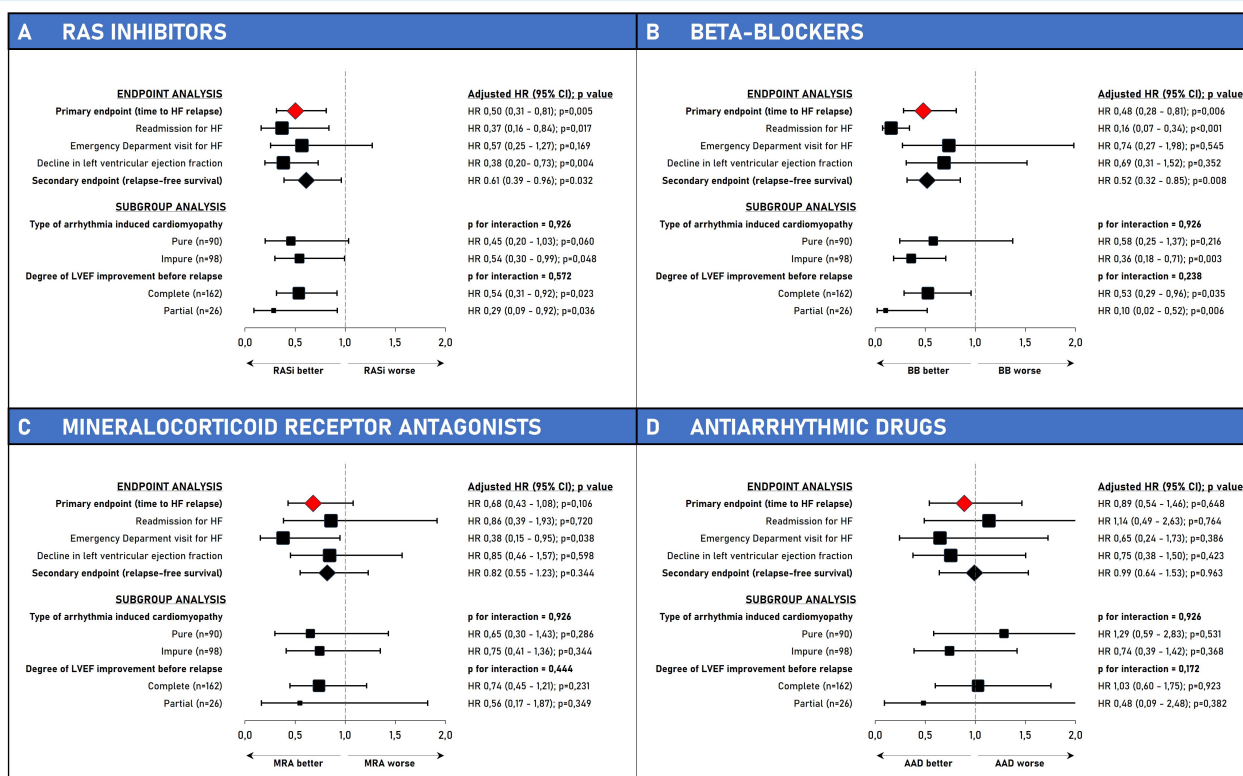 A RAS INHIBITORS
ENDPOINT ANALYSIS Adjusted HR (95% CI); p value
Primary endpoint (time to HF relapse) HR 0,50 (0,31 - 0,81); p=0,005
Readmission for HF HR 0,37 (0,16 - 0,84); p=0,017
Emergency Deparment visit for HF HR 0,57 (0,25 - 1,27); p=0,169
Decline in left ventricular ejection fraction HR 0,38 (0,20- 0,73); p=0,004
Secondary endpoint (relapse-free survival) HR 0.61 (0.39 - 0.96); p=0.032
SUBGROUP ANALYSIS
Type of arrhythmia induced cardiomyopathy p for interaction = 0,926
Pure (n=90) HR 0,45 (0,20 - 1,03); p=0,060
Impure (n=98) HR 0,54 (0,30 - 0,99); p=0,048
Degree of LVEF improvement before relapse p for interaction = 0,572
Complete (n=162) HR 0,54 (0,31 - 0,92); p=0,023
Partial (n=26) HR 0,29 (0,09 - 0,92); p=0,036
0,0 0,5 1,0 1,5 2,0
RASi better RASi worse
B BETA-BLOCKERS
ENDPOINT ANALYSIS Adjusted HR (95% CI); p value
Primary endpoint (time to HF relapse) HR 0,48 (0,28 - 0,81); p=0,006
Readmission for HF HR 0,16 (0,07 - 0,34); p<0,001
Emergency Deparment visit for HF HR 0,74 (0,27 - 1,98); p=0,545
Decline in left ventricular ejection fraction HR 0,69 (0,31 - 1,52); p=0,352
Secondary endpoint (relapse-free survival) HR 0.52 (0.32 - 0.85); p=0.008
SUBGROUP ANALYSIS
Type of arrhythmia induced cardiomyopathy p for interaction = 0,926
Pure (n=90) HR 0,58 (0,25 - 1,37); p=0,216
Impure (n=98) HR 0,36 (0,18 - 0,71); p=0,003
Degree of LVEF improvement before relapse p for interaction = 0,238
Complete (n=162) HR 0,53 (0,29 - 0,96); p=0,035
Partial (n=26) HR 0,10 (0,02 - 0,52); p=0,006
0,0 0,5 1,0 1,5 2,0
BB better BB worse
C MINERALOCORTICOID RECEPTOR ANTAGONISTS
ENDPOINT ANALYSIS Adjusted HR (95% CI); p value
Primary endpoint (time to HF relapse) HR 0,68 (0,43 - 1,08); p=0,106
Readmission for HF HR 0,86 (0,39 - 1,93); p=0,720
Emergency Deparment visit for HF HR 0,38 (0,15 - 0,95); p=0,038
Decline in left ventricular ejection fraction HR 0,85 (0,46 - 1,57); p=0,598
Secondary endpoint (relapse-free survival) HR 0.82 (0.55 - 1.23); p=0.344
SUBGROUP ANALYSIS
Type of arrhythmia induced cardiomyopathy p for interaction = 0,926
Pure (n=90) HR 0,65 (0,30 - 1,43); p=0,286
Impure (n=98) HR 0,75 (0,41 - 1,36); p=0,344
Degree of LVEF improvement before relapse p for interaction = 0,444
Complete (n=162) HR 0,74 (0,45 - 1,21); p=0,231
Partial (n=26) HR 0,56 (0,17 - 1,87); p=0,349
0,0 0,5 1,0 1,5 2,0
MRA better MRA worse
D ANTIARRHYTHMIC DRUGS
ENDPOINT ANALYSIS Adjusted HR (95% CI); p value
Primary endpoint (time to HF relapse) HR 0,89 (0,54 - 1,46); p=0,648
Readmission for HF HR 1,14 (0,49 - 2,63); p=0,764
Emergency Deparment visit for HF HR 0,65 (0,24 - 1,73); p=0,386
Decline in left ventricular ejection fraction HR 0,75 (0,38 - 1,50); p=0,423
Secondary endpoint (relapse-free survival) HR 0.99 (0.64 - 1.53); p=0.963
SUBGROUP ANALYSIS
Type of arrhythmia induced cardiomyopathy p for interaction = 0,926
Pure (n=90) HR 1,29 (0,59 - 2,83); p=0,531
Impure (n=98) HR 0,74 (0,39 - 1,42); p=0,368
Degree of LVEF improvement before relapse p for interaction = 0,172
Complete (n=162) HR 1,03 (0,60 - 1,75); p=0,923
Partial (n=26) HR 0,48 (0,09 - 2,48); p=0,382
0,0 0,5 1,0 1,5 2,0
AAD better AAD worse